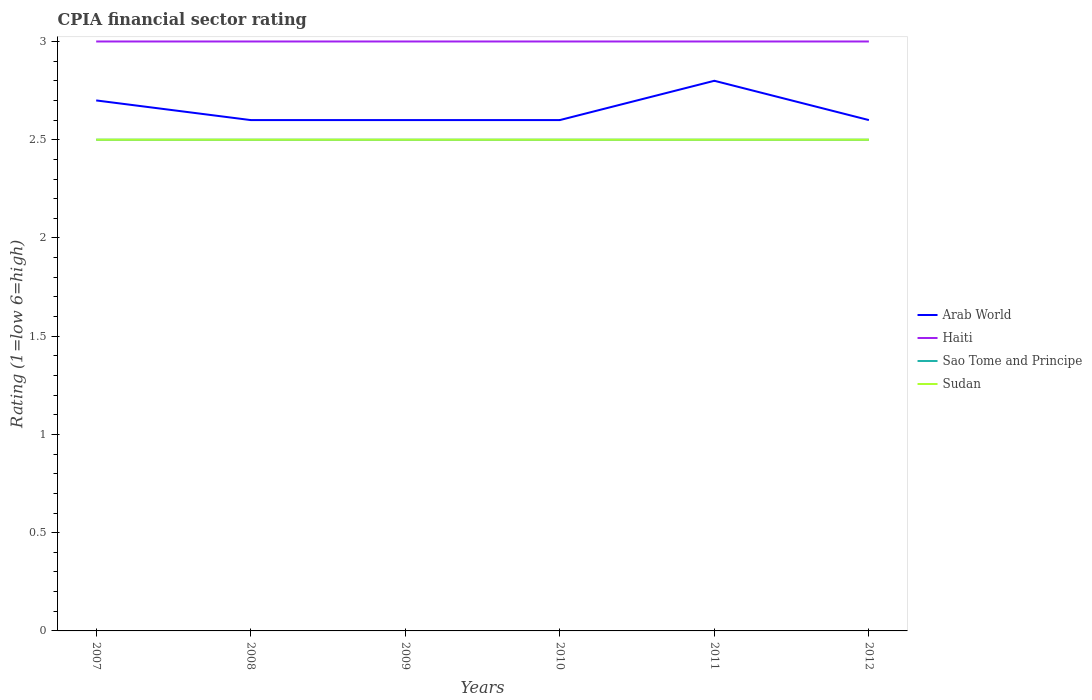 CPIA financial sector rating
3
2.5
2
1.5
1
0.5
0
Rating (1=low 6=high)
2007
2008
2009
2010
2011
2012
Years
Arab World
Haiti
Sao Tome and Principe
Sudan